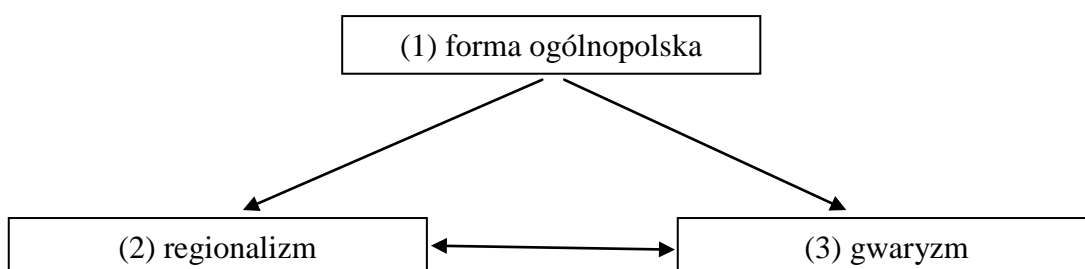 (1) forma ogólnopolska
(2) regionalizm
(3) gwaryzm